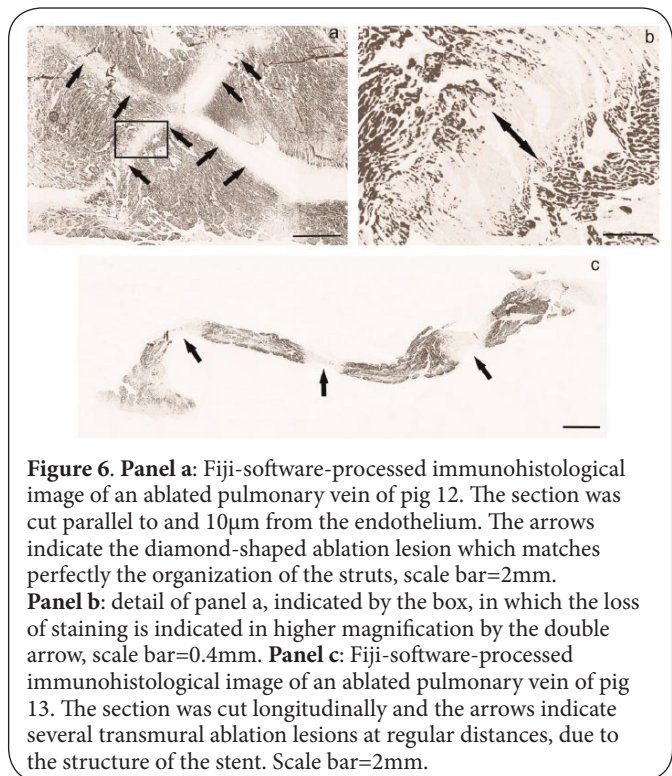 a
b
c
Figure 6. Panel a: Fiji-software-processed immunohistological
image of an ablated pulmonary vein of pig 12. The section was
cut parallel to and 10µm from the endothelium. The arrows
indicate the diamond-shaped ablation lesion which matches
perfectly the organization of the struts, scale bar=2mm.
Panel b: detail of panel a, indicated by the box, in which the loss
of staining is indicated in higher magnification by the double
arrow, scale bar=0.4mm. Panel c: Fiji-software-processed
immunohistological image of an ablated pulmonary vein of pig
13. The section was cut longitudinally and the arrows indicate
several transmural ablation lesions at regular distances, due to
the structure of the stent. Scale bar=2mm.